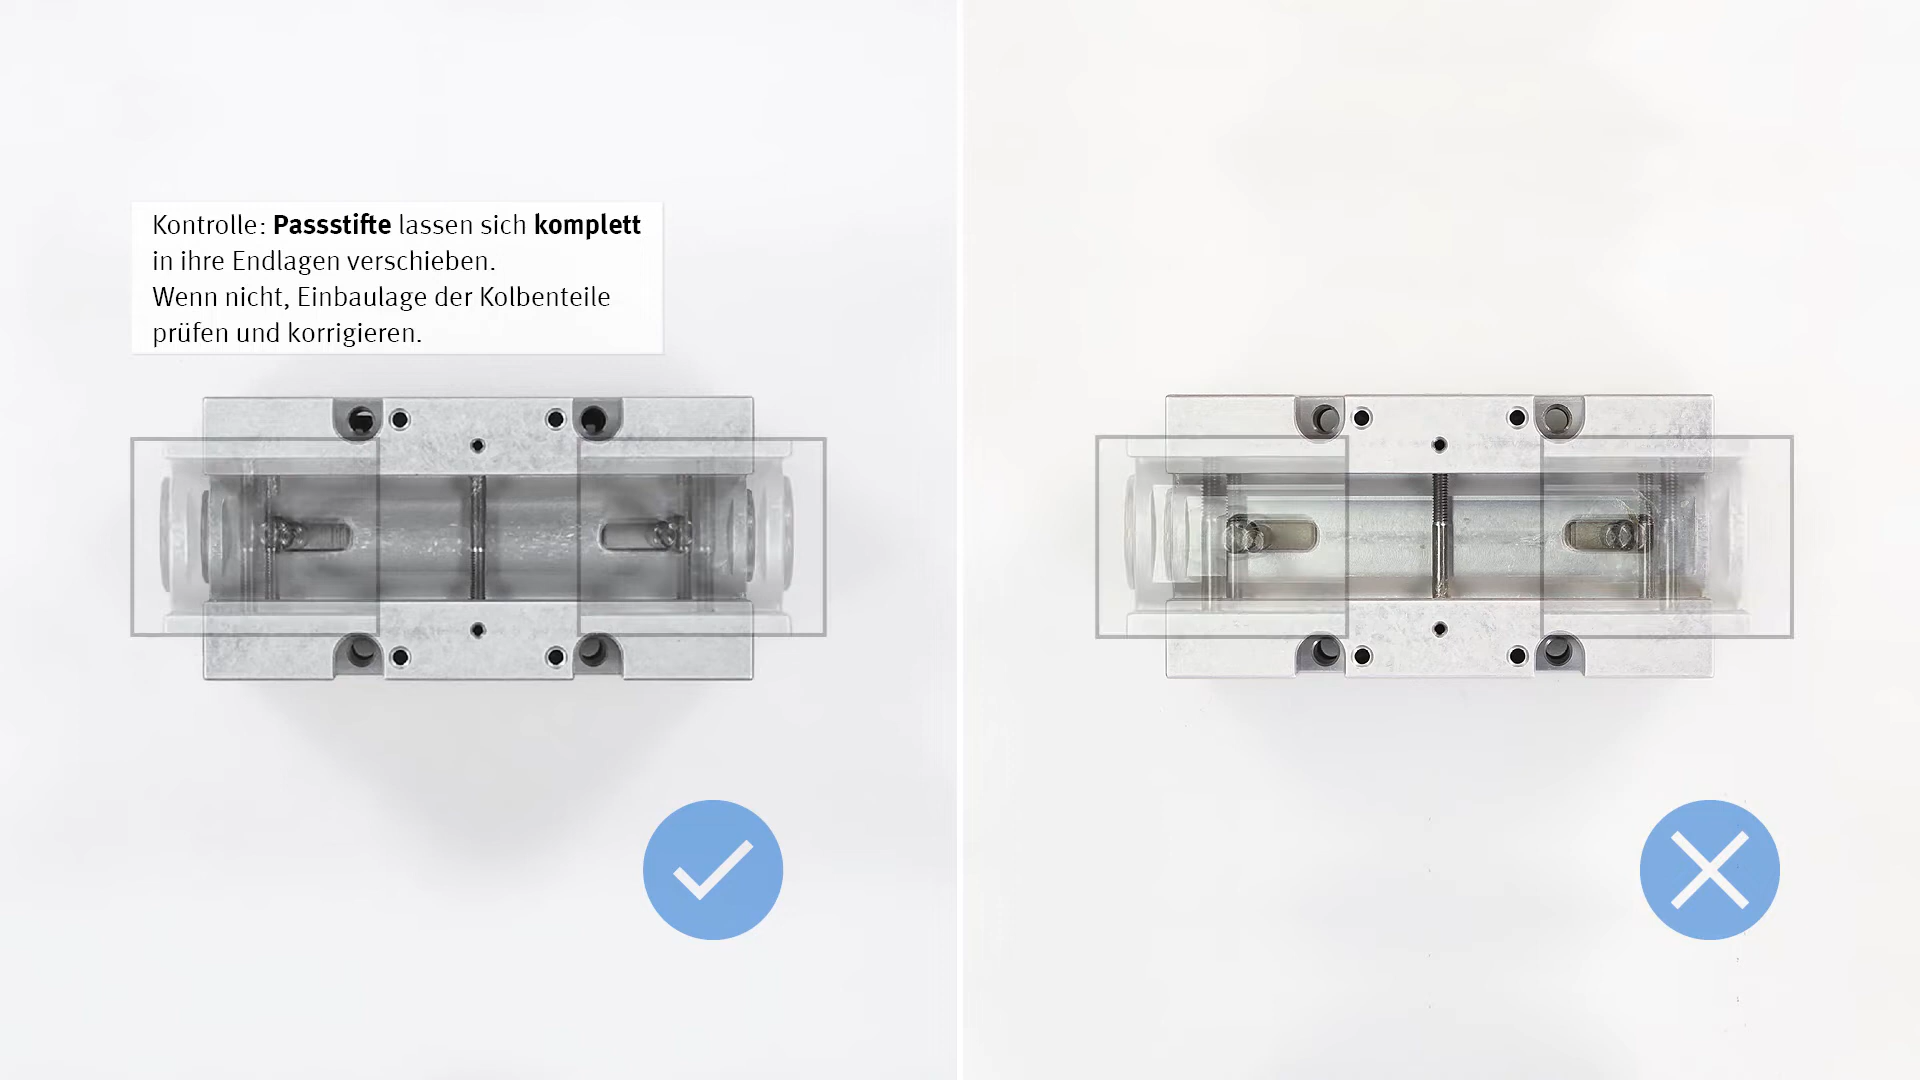 Kontrolle: Passstifte lassen sich komplett
in ihre Endlagen verschieben.
Wenn nicht, Einbaulage der Kolbenteile
prüfen und korrigieren.